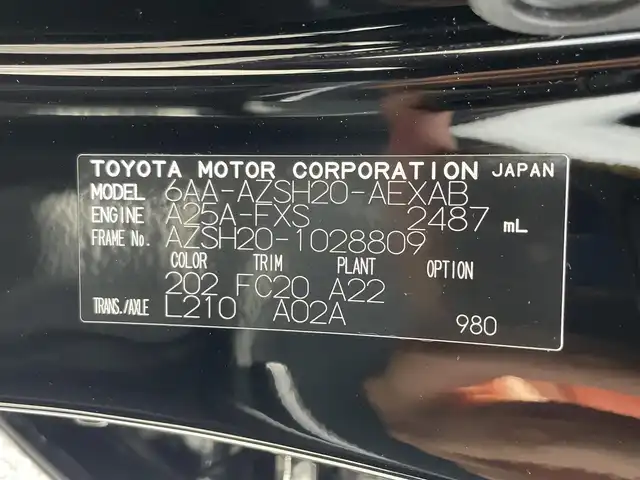 TOYOTA MOTOR CORPORATION JAPAN
MODEL 6AA-AZSH20-AEXAB
ENGINE A25A-FXS 2487 mL
FRAME No. AZSH20-1028809
COLOR TRIM PLANT OPTION
202 FC20 A22
TRANS./AXLE L210 A02A
980